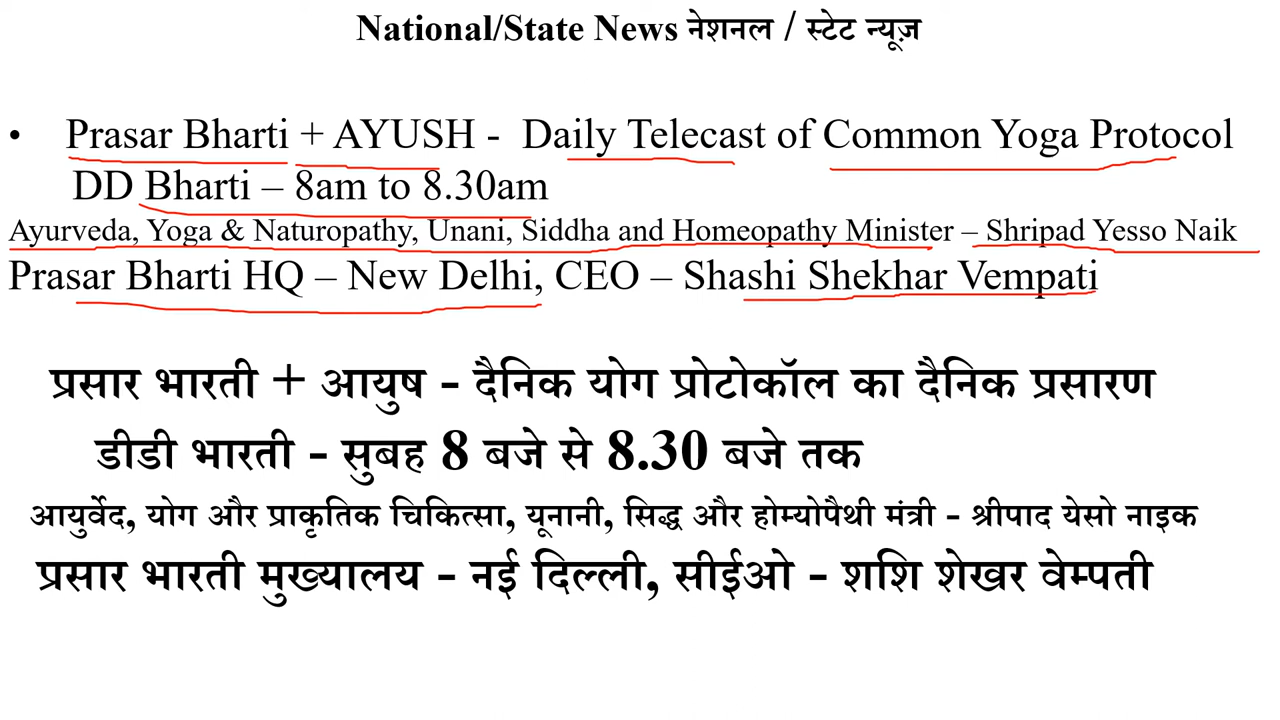 National/State News नेशनल / स्टेट न्यूज़
• Prasar Bharti + AYUSH - Daily Telecast of Common Yoga Protocol
DD Bharti – 8am to 8.30am
Ayurveda, Yoga & Naturopathy, Unani, Siddha and Homeopathy Minister – Shripad Yesso Naik
Prasar Bharti HQ – New Delhi, CEO – Shashi Shekhar Vempati
प्रसार भारती + आयुष - दैनिक योग प्रोटोकॉल का दैनिक प्रसारण
डीडी भारती - सुबह 8 बजे से 8.30 बजे तक
आयुर्वेद, योग और प्राकृतिक चिकित्सा, यूनानी, सिद्ध और होम्योपैथी मंत्री - श्रीपाद येसो नाइक
प्रसार भारती मुख्यालय - नई दिल्ली, सीईओ - शशि शेखर वेम्पती